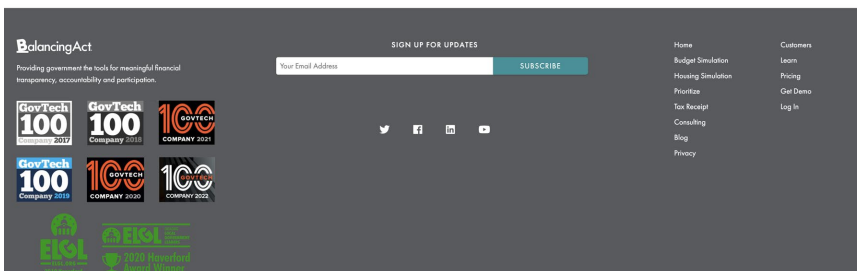 BalancingAct
Providing government the tools for meaningful financial
transparency, accountability and participation.
GovTech
100
Company 2017
GovTech
100
Company 2018
100
GOVTECH
COMPANY 2021
GovTech
100
Company 2019
100
GOVTECH
COMPANY 2020
100
GOVTECH
COMPANY 2022
ELGL
ELGL
2020 Haverford
Award Winner
SIGN UP FOR UPDATES
Your Email Address
SUBSCRIBE
Home
Budget Simulation
Housing Simulation
Prioritize
Tax Receipt
Consulting
Blog
Privacy
Customers
Learn
Pricing
Get Demo
Log In